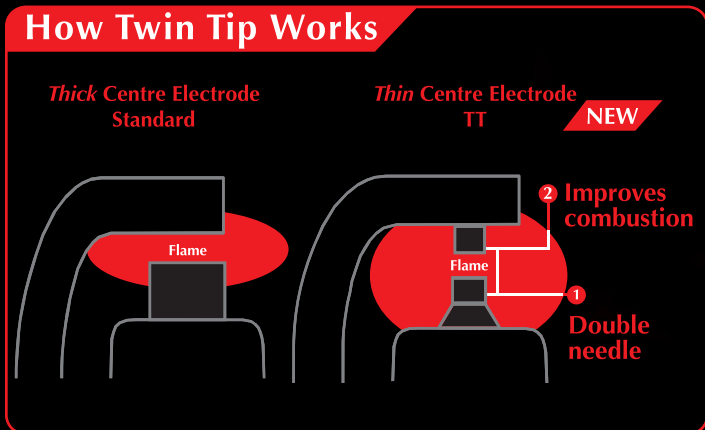 How Twin Tip Works
Thick Centre Electrode
Standard
Flame
Thin Centre Electrode
TT
NEW
Flame
2 Improves
combustion
1
Double
needle